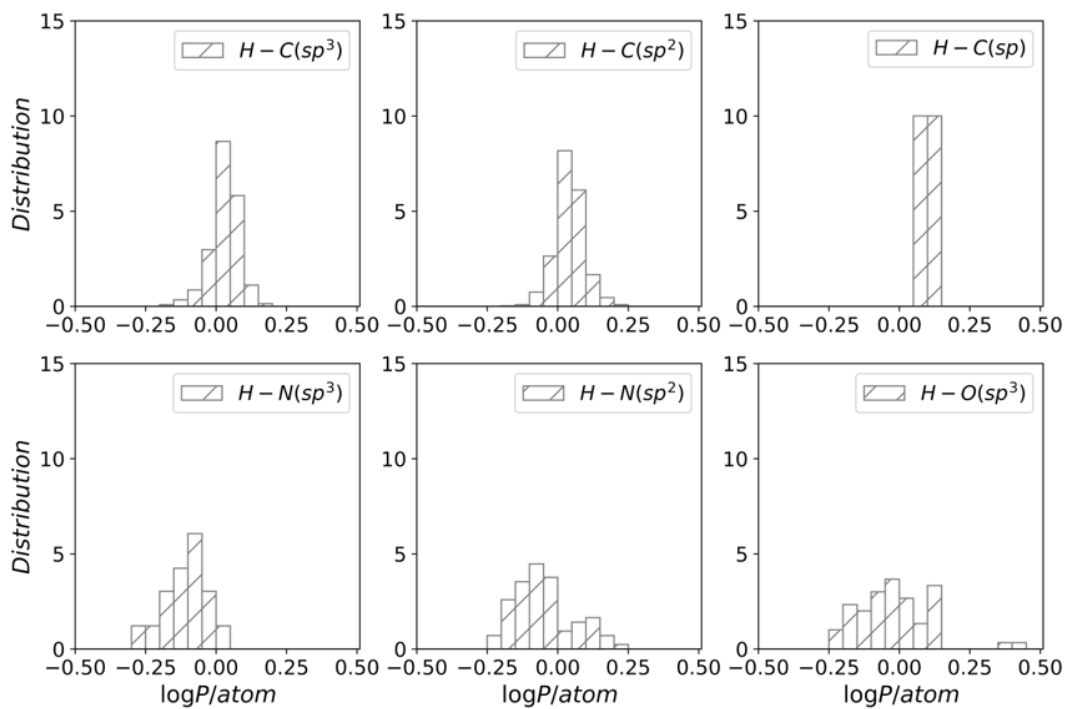 15 15 15
H − C(sp³) H − C(sp²) H − C(sp)
10 10 10
Distribution
5 5 5
0 0 0
−0.50 −0.25 0.00 0.25 0.50 −0.50 −0.25 0.00 0.25 0.50 −0.50 −0.25 0.00 0.25 0.50
15 15 15
H − N(sp³) H − N(sp²) H − O(sp³)
10 10 10
Distribution
5 5 5
0 0 0
−0.50 −0.25 0.00 0.25 0.50 −0.50 −0.25 0.00 0.25 0.50 −0.50 −0.25 0.00 0.25 0.50
logP/atom logP/atom logP/atom